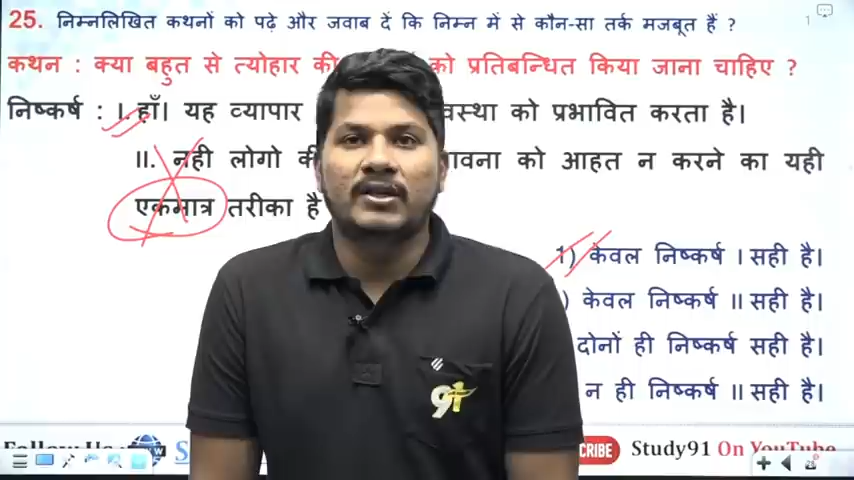 25. निम्नलिखित कथनों को पढ़े और जवाब दें कि निम्न में से कौन-सा तर्क मजबूत हैं ?
1
कथन : क्या बहुत से त्योहार की को प्रतिबन्धित किया जाना चाहिए ?
निष्कर्ष : I. हाँ। यह व्यापार को प्रभावित करता है।
II. नही लोगो को आहत न करने का यही
एकमात्र तरीका है
1) केवल निष्कर्ष I सही है।
) केवल निष्कर्ष II सही है।
दोनों ही निष्कर्ष सही है।
न ही निष्कर्ष II सही है।
91
Study91 On YouTube